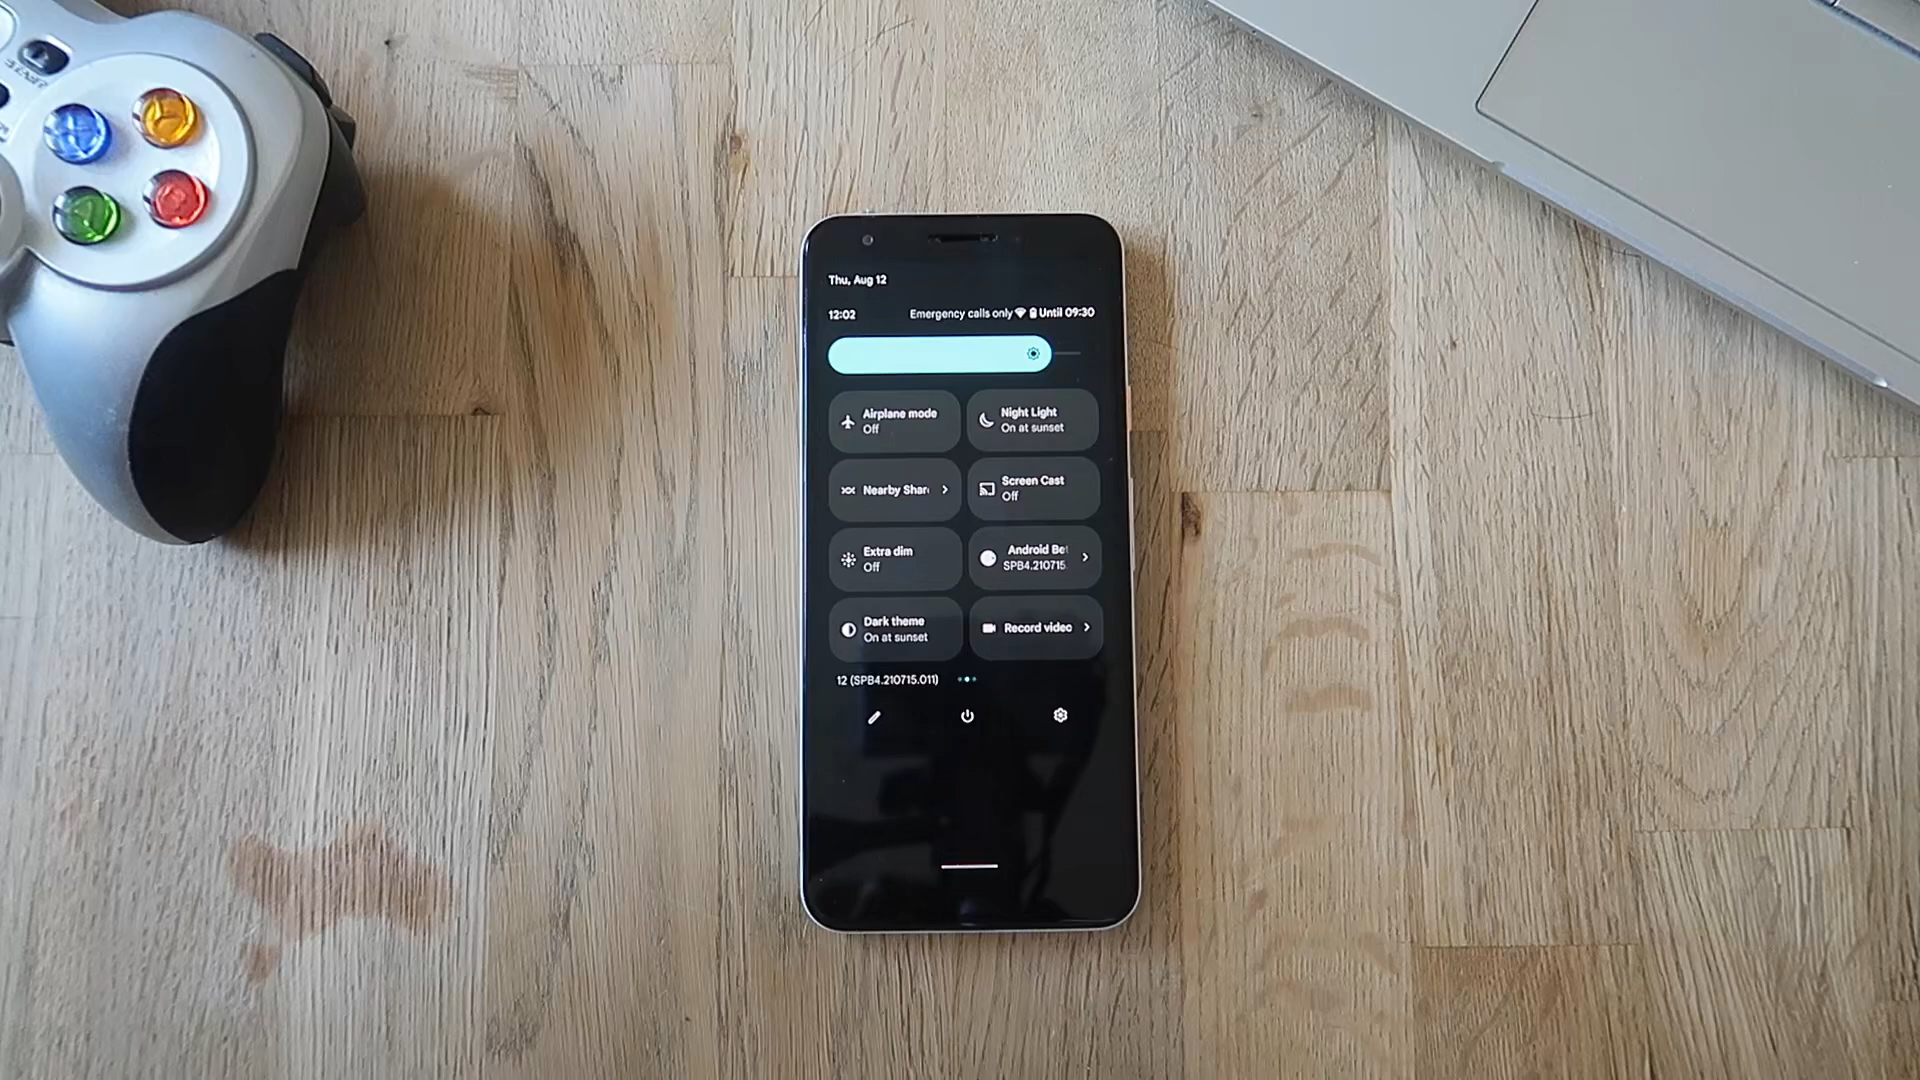 Thu, Aug 12
12:02 Emergency calls only Until 09:30
Airplane mode
Off
Night Light
On at sunset
Nearby Shar
Screen Cast
Off
Extra dim
Off
Android Be
SPB4.210715
Dark theme
On at sunset
Record video
12 (SPB4.210715.011)